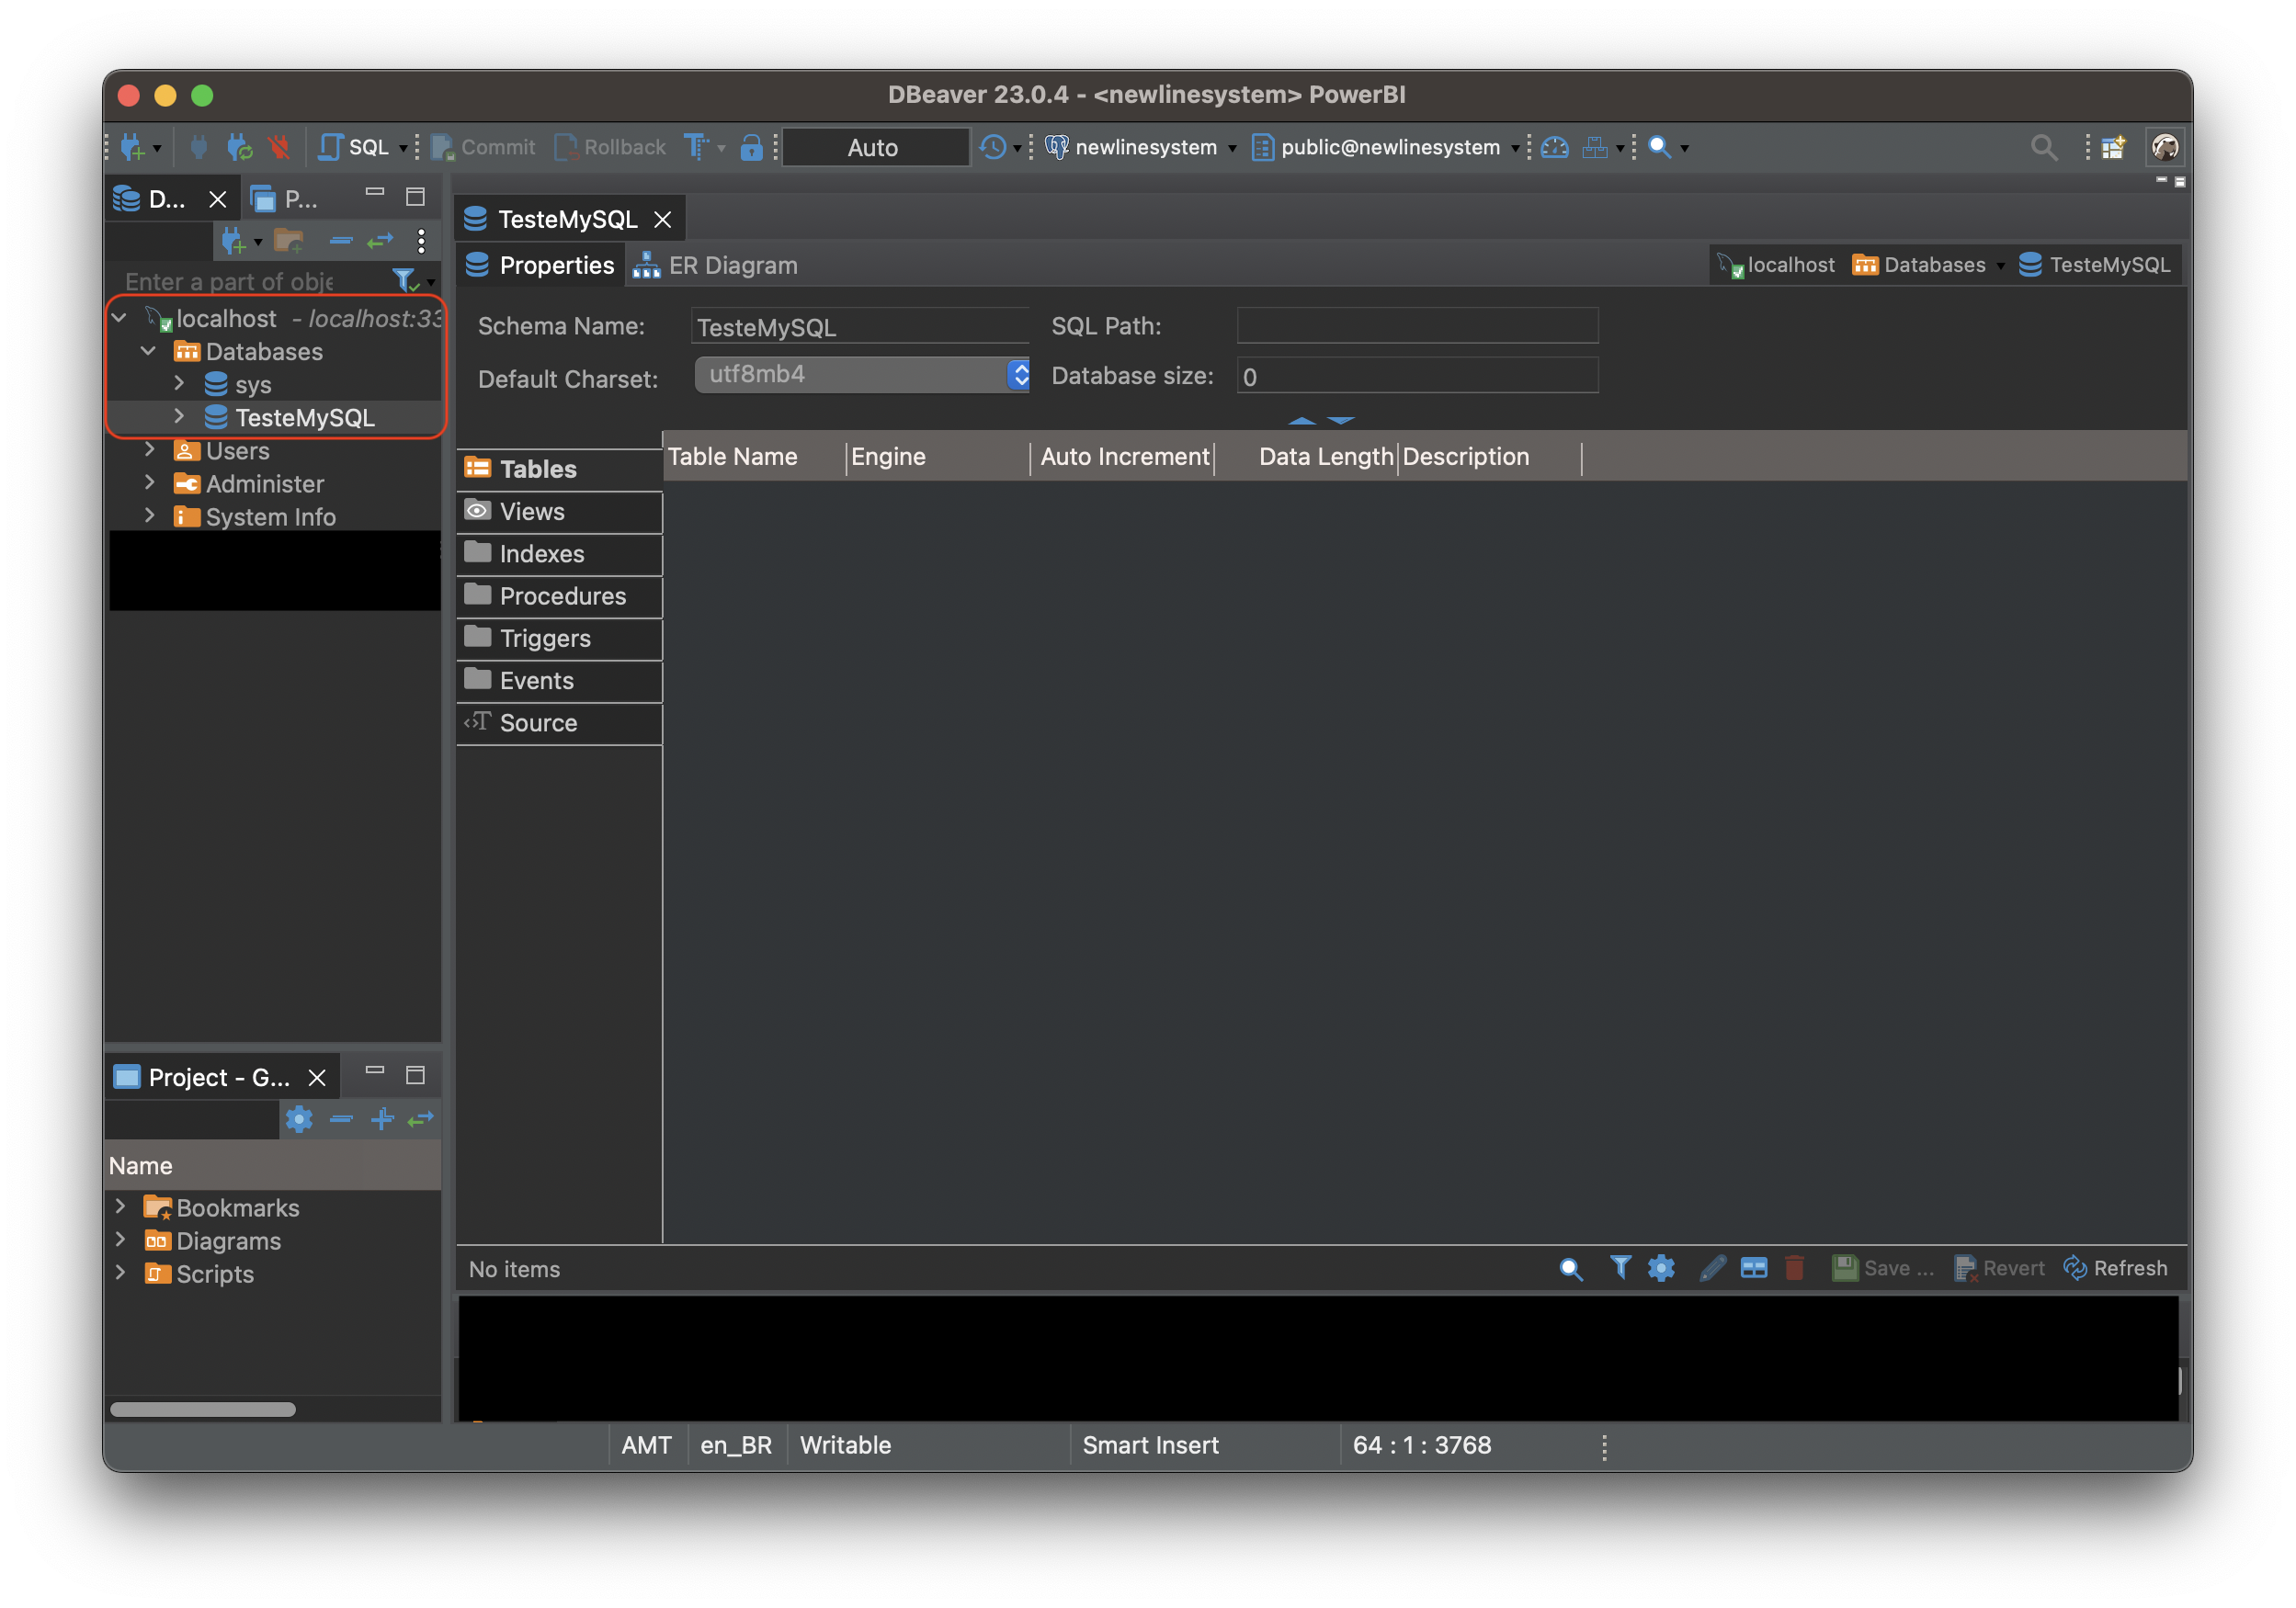 DBeaver 23.0.4 - <newlinesystem> PowerBI
SQL Commit Rollback Auto newlinesystem public@newlinesystem
D... P...
TesteMySQL
Properties ER Diagram localhost Databases TesteMySQL
Enter a part of obje
localhost - localhost:33
Databases
sys
TesteMySQL
Users
Administer
System Info
Schema Name: TesteMySQL SQL Path:
Default Charset: utf8mb4 Database size: 0
Table Name Engine Auto Increment Data Length Description
Tables
Views
Indexes
Procedures
Triggers
Events
Source
Project - G...
Name
Bookmarks
Diagrams
Scripts
No items Save ... Revert Refresh
AMT en_BR Writable Smart Insert 64 : 1 : 3768